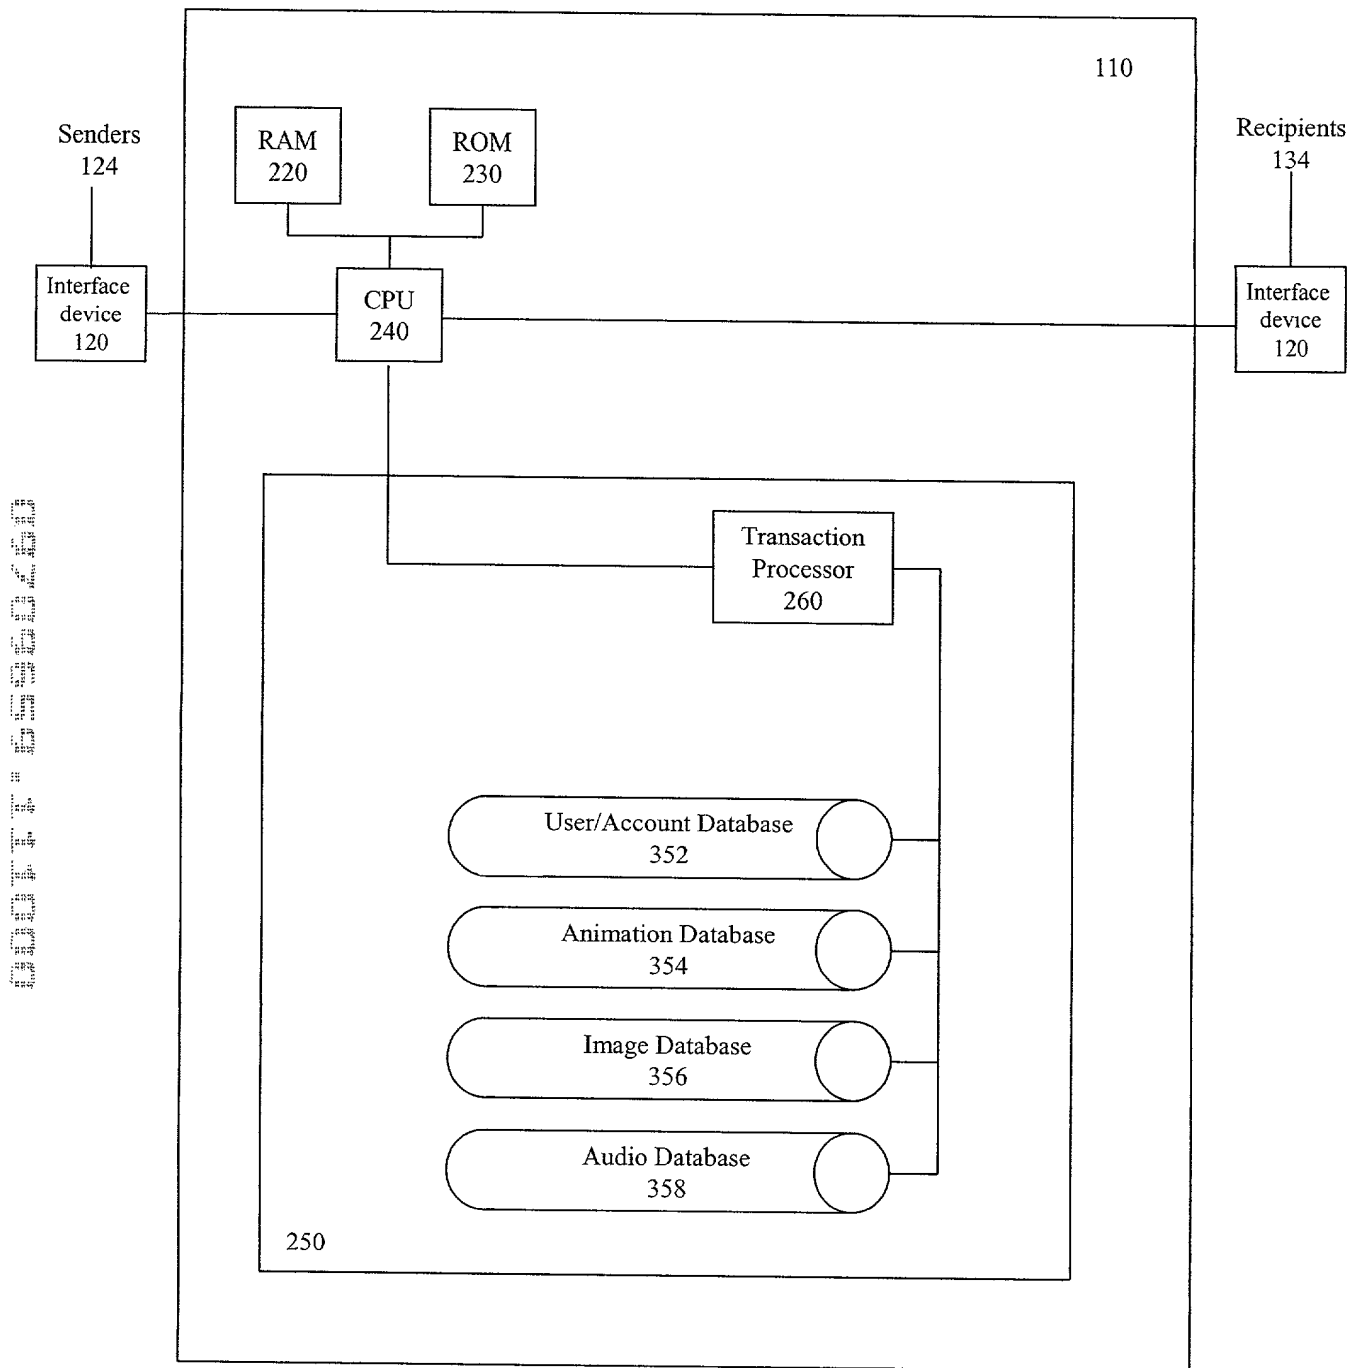 110
Senders
124
Recipients
134
RAM
220
ROM
230
Interface
device
120
CPU
240
Interface
device
120
Transaction
Processor
260
User/Account Database
352
Animation Database
354
Image Database
356
Audio Database
358
250